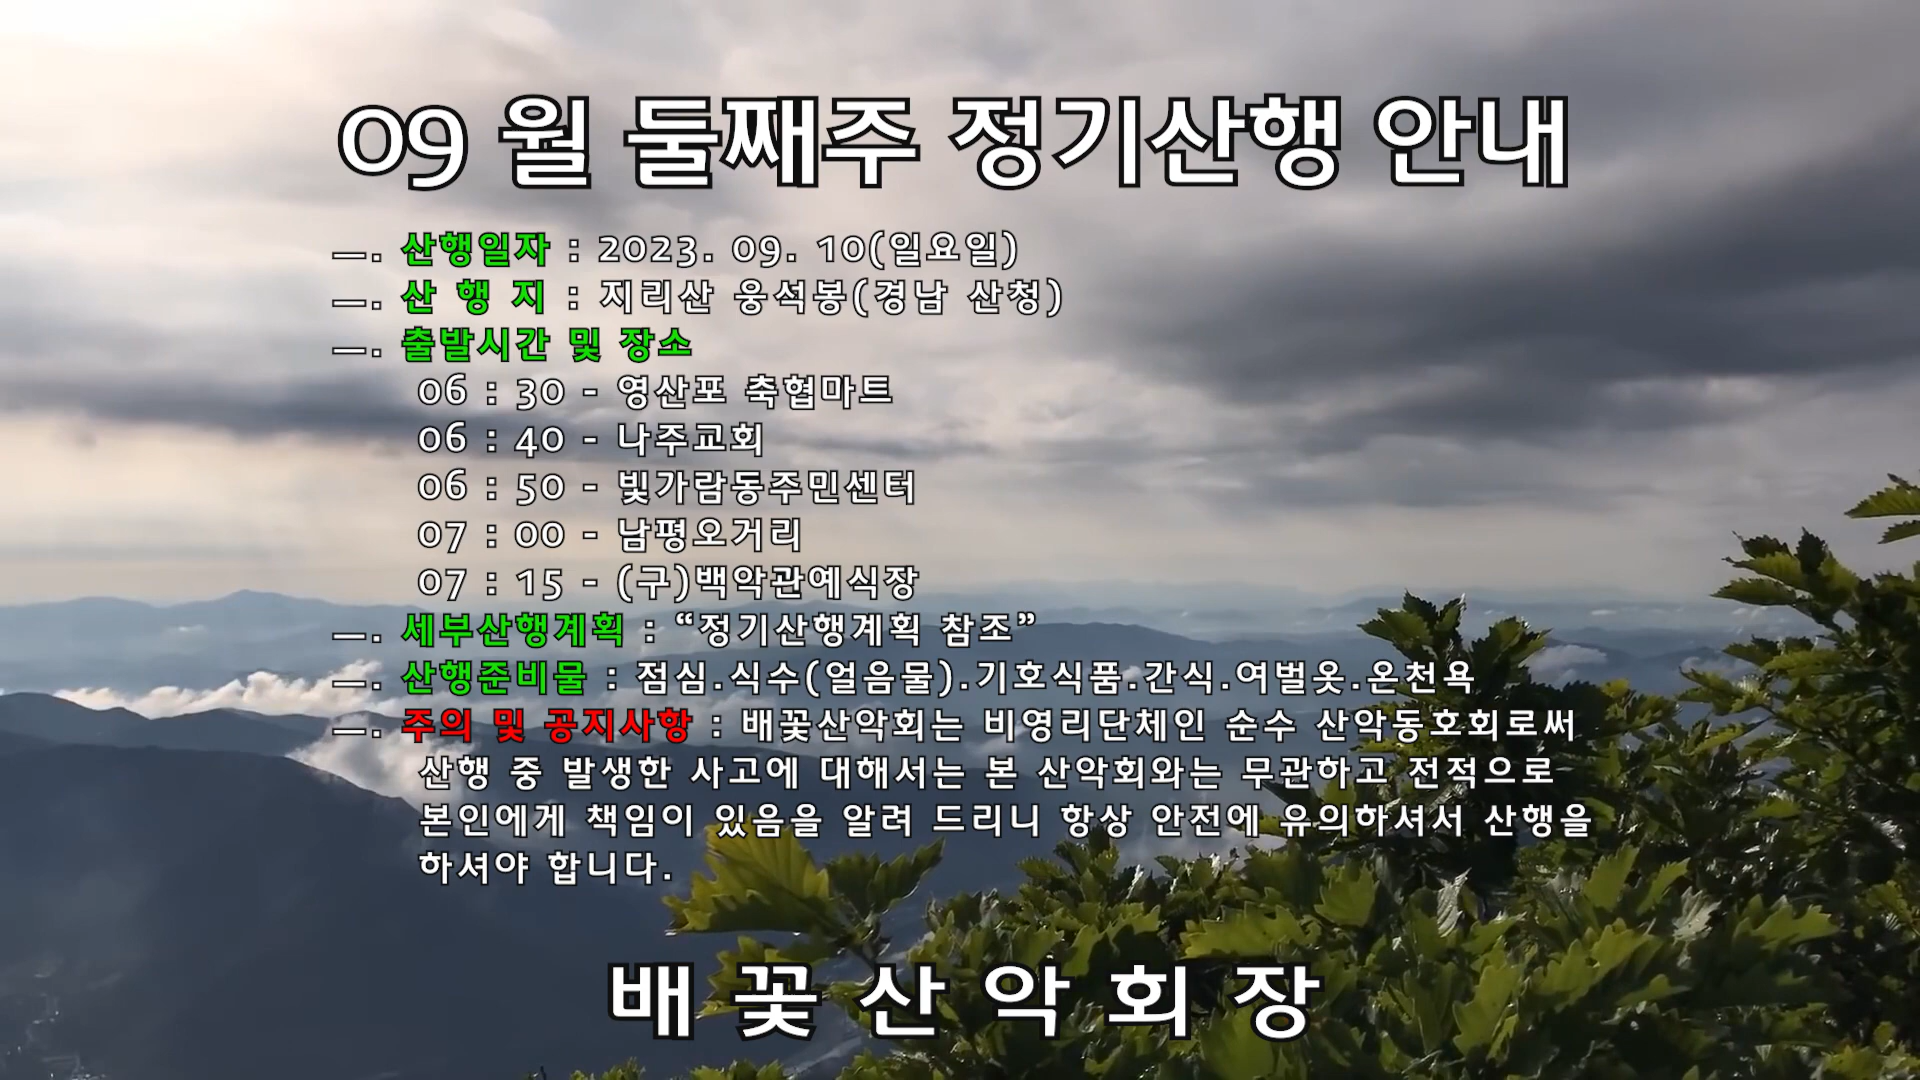 09 월 둘째주 정기산행 안내
ㅡ. 산행일자 : 2023. 09. 10(일요일)
ㅡ. 산 행 지 : 지리산 웅석봉(경남 산청)
ㅡ. 출발시간 및 장소
06 : 30 - 영산포 축협마트
06 : 40 - 나주교회
06 : 50 - 빛가람동주민센터
07 : 00 - 남평오거리
07 : 15 - (구)백악관예식장
ㅡ. 세부산행계획 : “정기산행계획 참조”
ㅡ. 산행준비물 : 점심.식수(얼음물).기호식품.간식.여벌옷.온천욕
ㅡ. 주의 및 공지사항 : 배꽃산악회는 비영리단체인 순수 산악동호회로써
산행 중 발생한 사고에 대해서는 본 산악회와는 무관하고 전적으로
본인에게 책임이 있음을 알려 드리니 항상 안전에 유의하셔서 산행을
하셔야 합니다.
배 꽃 산 악 회 장